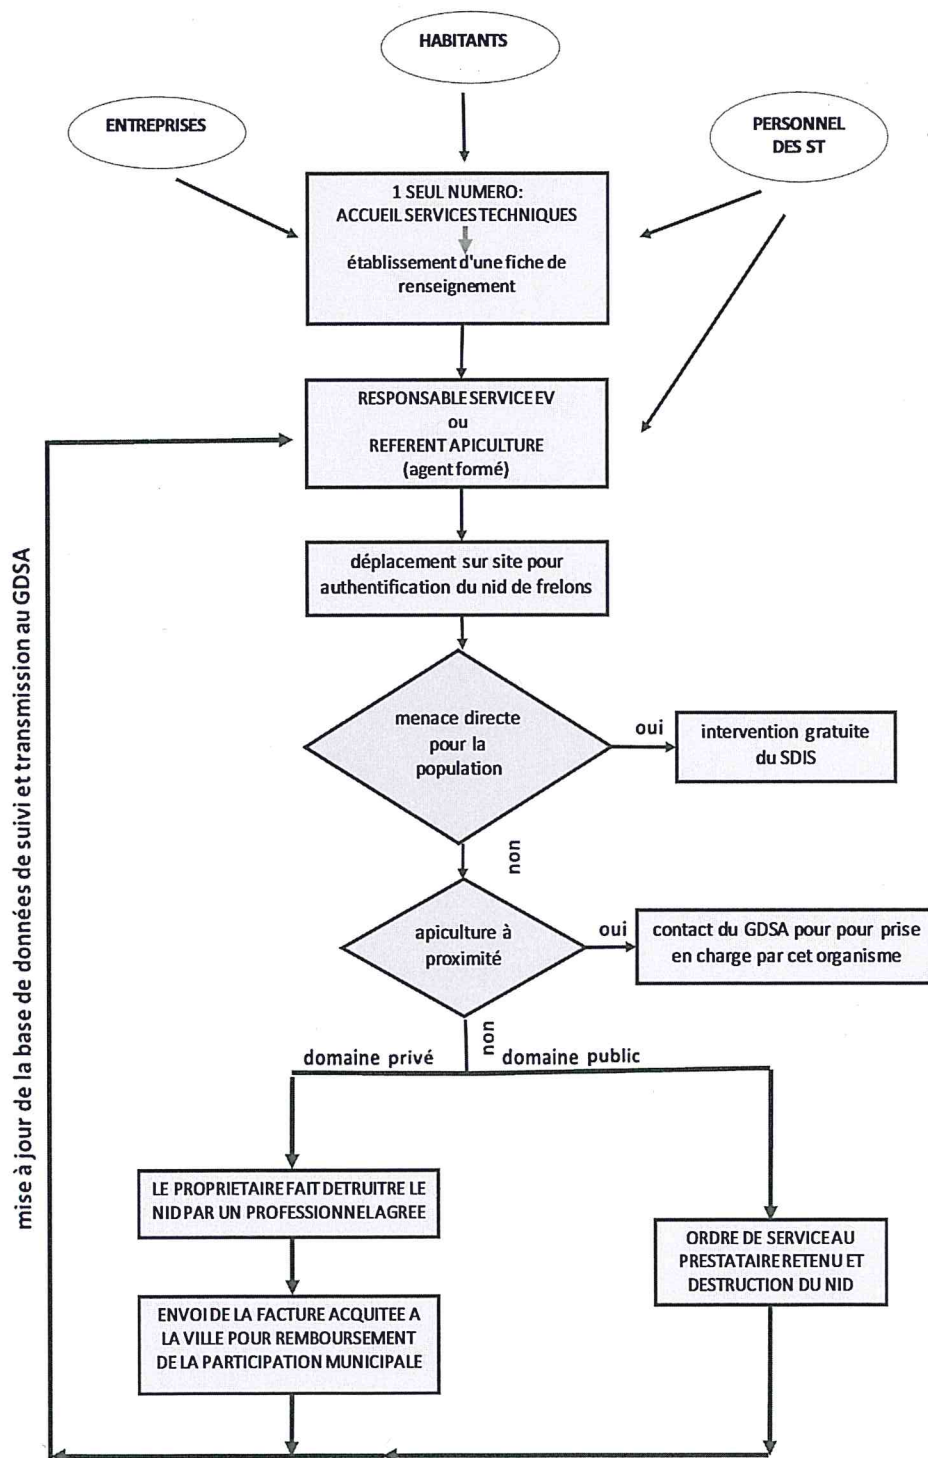 HABITANTS
ENTREPRISES
PERSONNEL
DES ST
1 SEUL NUMERO:
ACCUEIL SERVICES TECHNIQUES
établissement d'une fiche de
renseignement
RESPONSABLE SERVICE EV
ou
REFERENT APICULTURE
(agent formé)
déplacement sur site pour
authentification du nid de frelons
menace directe
pour la
population
oui
intervention gratuite
du SDIS
non
apiculture à
proximité
oui
contact du GDSA pour pour prise
en charge par cet organisme
non
domaine privé
domaine public
LE PROPRIETAIRE FAIT DETRUITRE LE
NID PAR UN PROFESSIONNEL AGREE
ORDRE DE SERVICE AU
PRESTATAIRE RETENU ET
DESTRUCTION DU NID
ENVOI DE LA FACTURE ACQUITEE A
LA VILLE POUR REMBOURSEMENT
DE LA PARTICIPATION MUNICIPALE
mise à jour de la base de données de suivi et transmission au GDSA